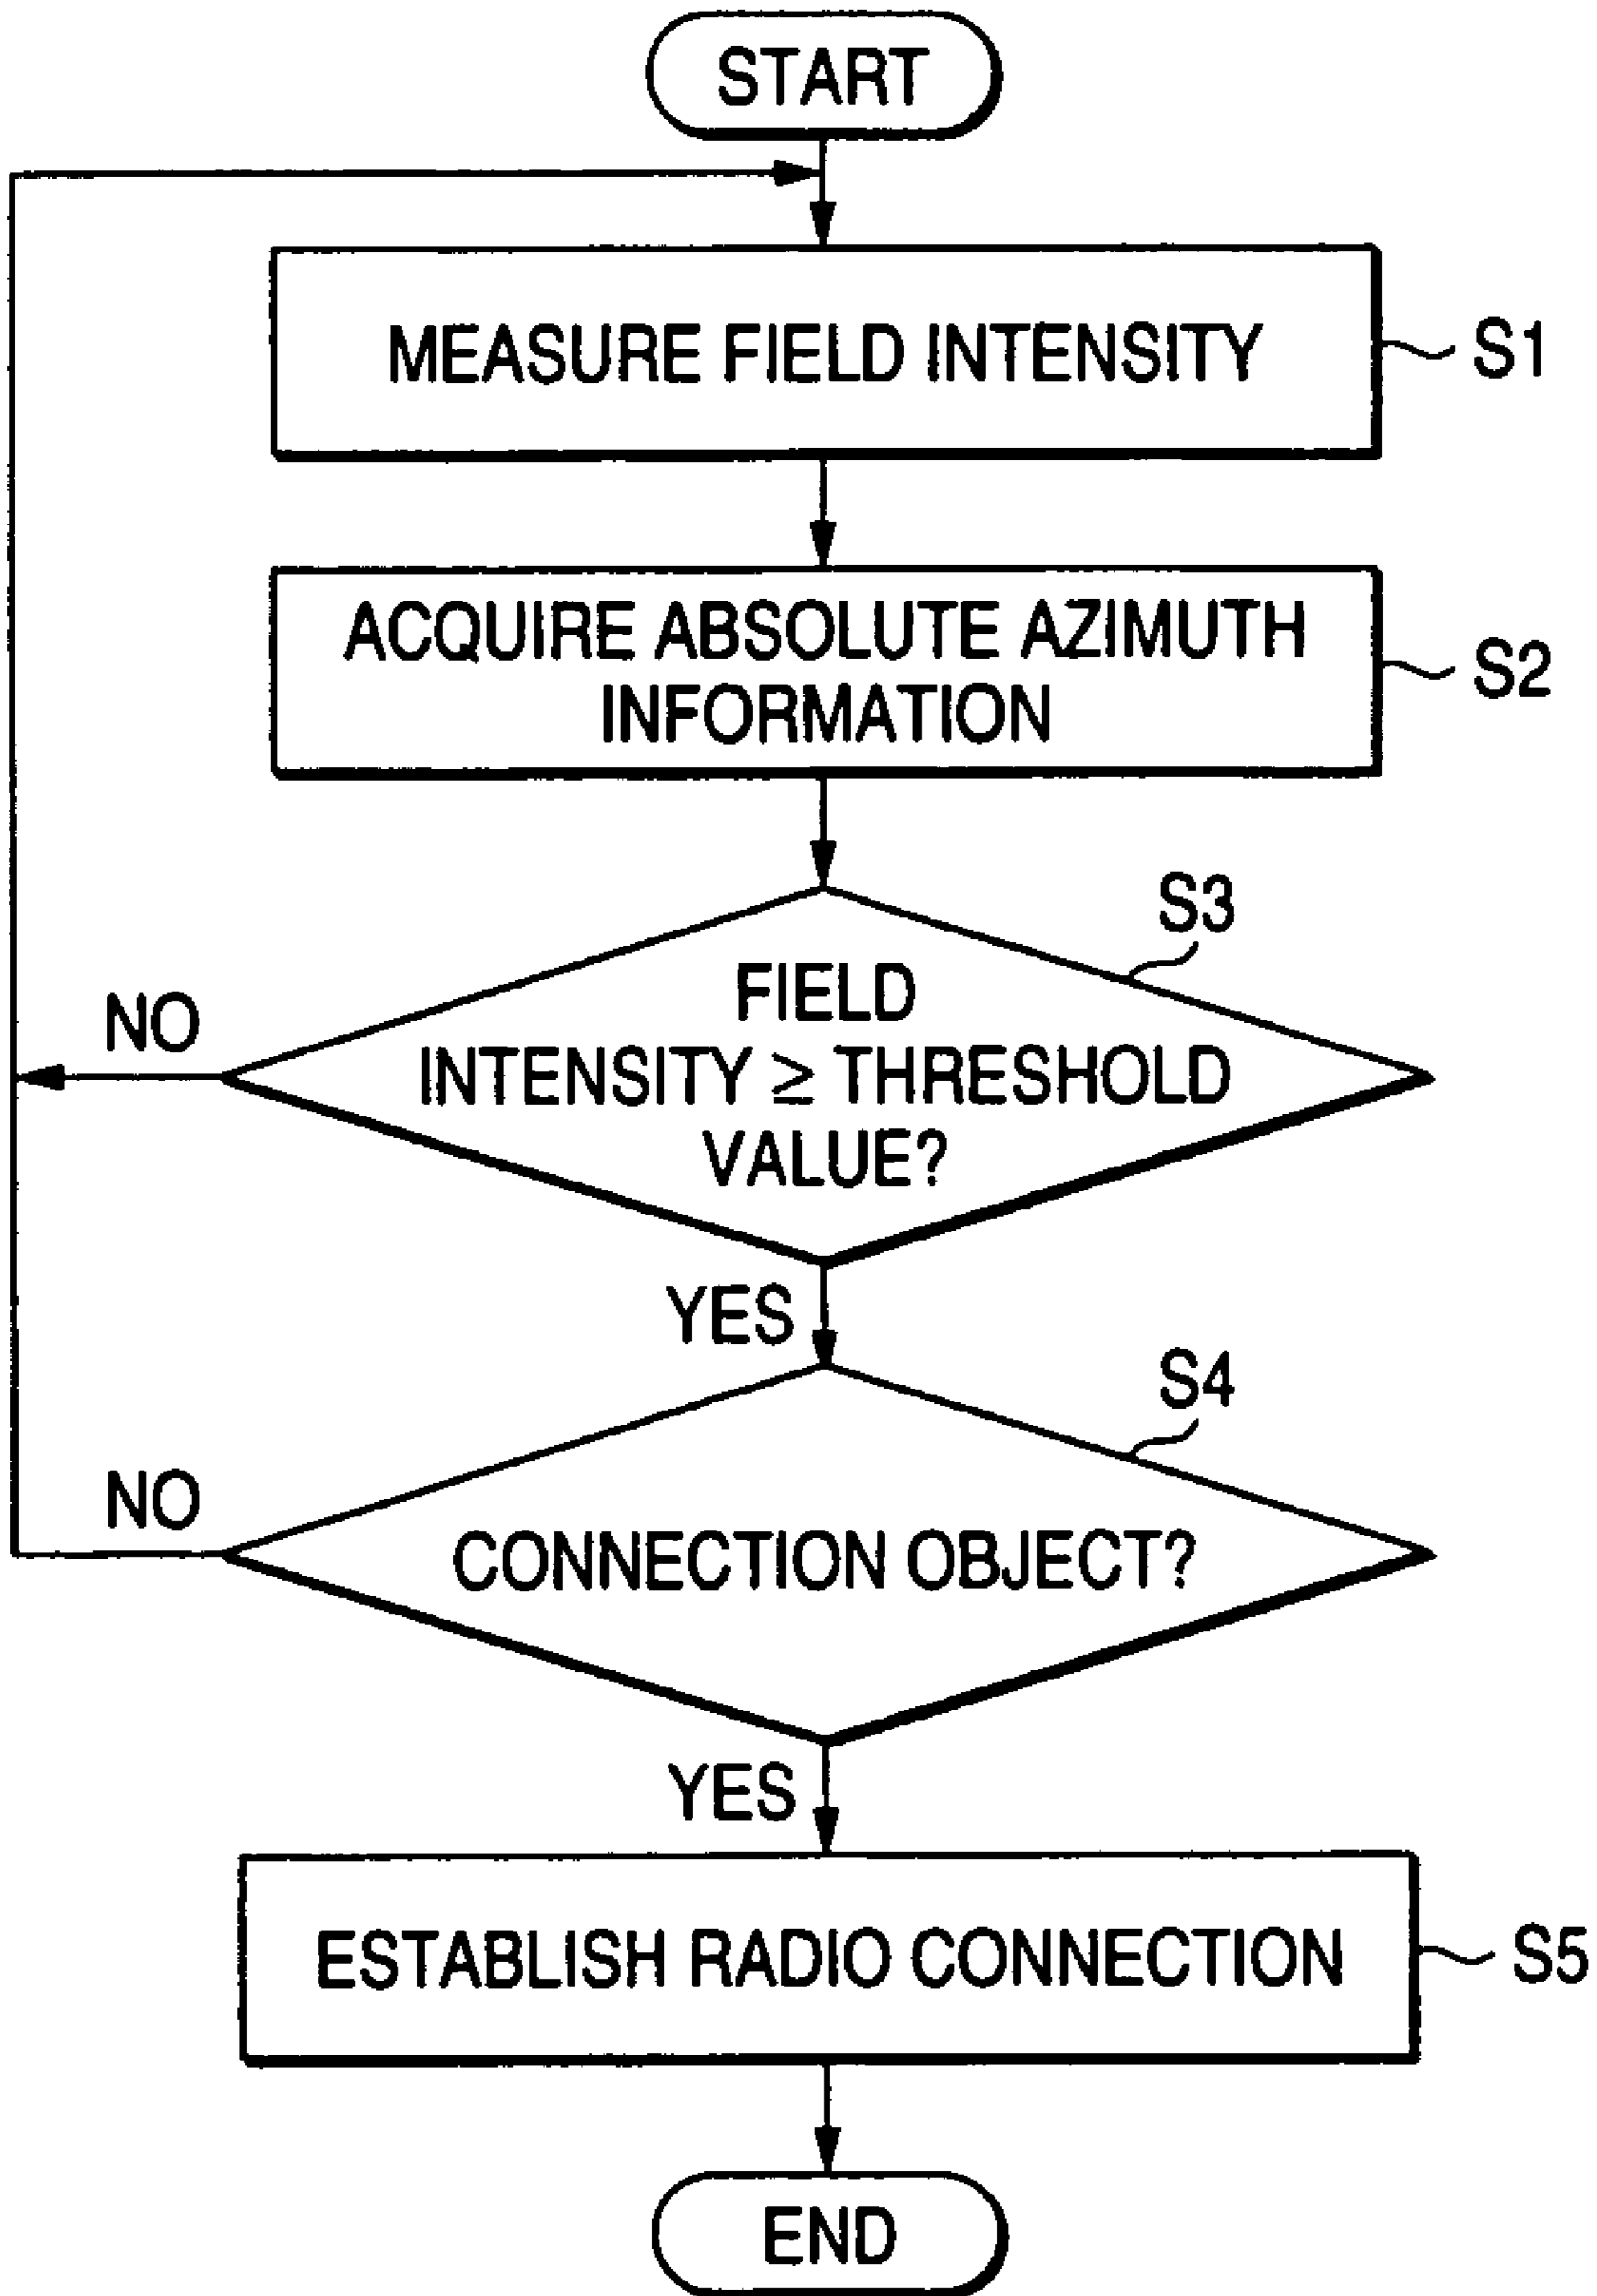 START
MEASURE FIELD INTENSITY
S1
ACQUIRE ABSOLUTE AZIMUTH
INFORMATION
S2
S3
FIELD
INTENSITY ≥ THRESHOLD
VALUE?
NO
YES
S4
CONNECTION OBJECT?
NO
YES
ESTABLISH RADIO CONNECTION
S5
END